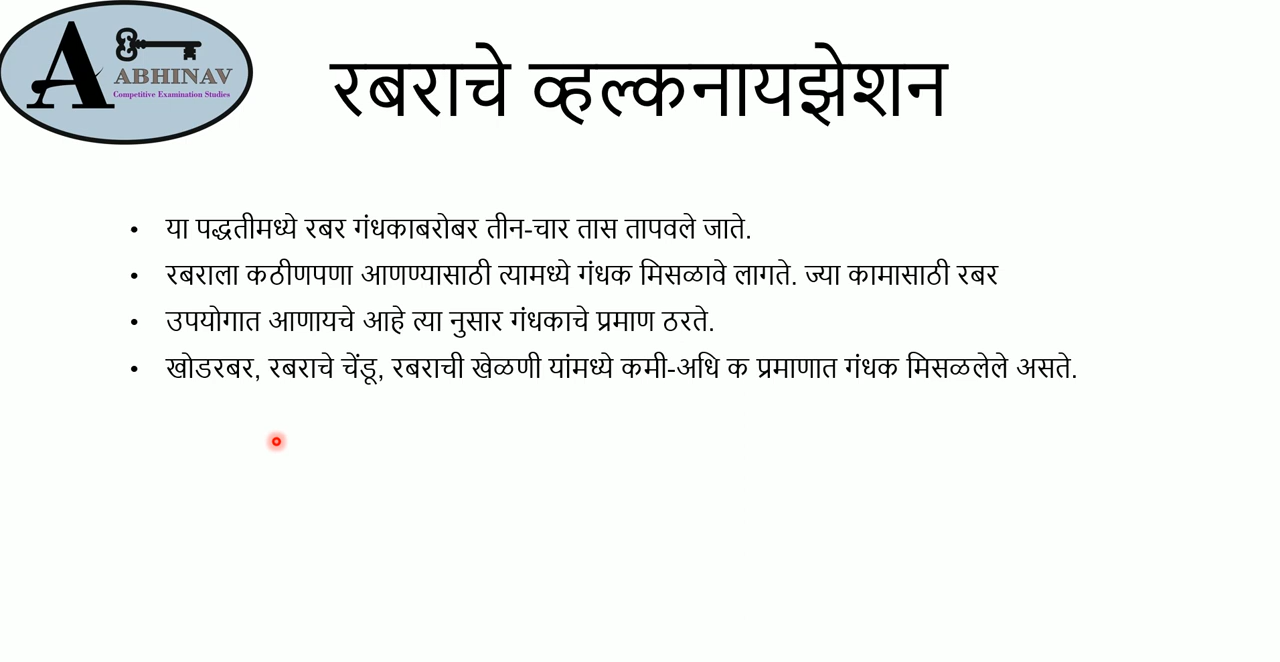 ABHINAV
Competitive Examination Studies
रबराचे व्हल्कनायझेशन
• या पद्धतीमध्ये रबर गंधकाबरोबर तीन-चार तास तापवले जाते.
• रबराला कठीणपणा आणण्यासाठी त्यामध्ये गंधक मिसळावे लागते. ज्या कामासाठी रबर
• उपयोगात आणायचे आहे त्या नुसार गंधकाचे प्रमाण ठरते.
• खोडरबर, रबराचे चेंडू, रबराची खेळणी यांमध्ये कमी-अधि क प्रमाणात गंधक मिसळलेले असते.